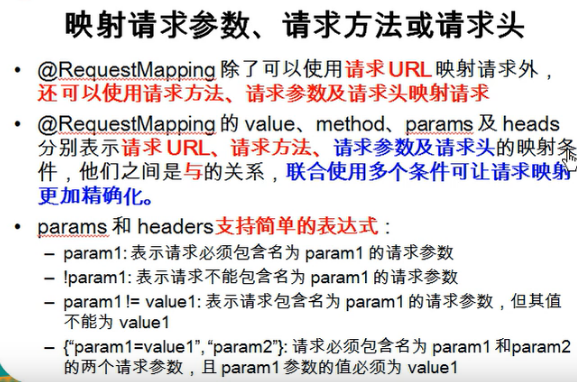 映射请求参数、请求方法或请求头
• @RequestMapping 除了可以使用请求 URL 映射请求外，
还可以使用请求方法、请求参数及请求头映射请求
• @RequestMapping 的 value、method、params 及 heads
分别表示请求 URL、请求方法、请求参数及请求头的映射条
件，他们之间是与的关系，联合使用多个条件可让请求映射
更加精确化。
• params 和 headers支持简单的表达式：
– param1: 表示请求必须包含名为 param1 的请求参数
– !param1: 表示请求不能包含名为 param1 的请求参数
– param1 != value1: 表示请求包含名为 param1 的请求参数，但其值
不能为 value1
– {“param1=value1”, “param2”}: 请求必须包含名为 param1 和param2
的两个请求参数，且 param1 参数的值必须为 value1